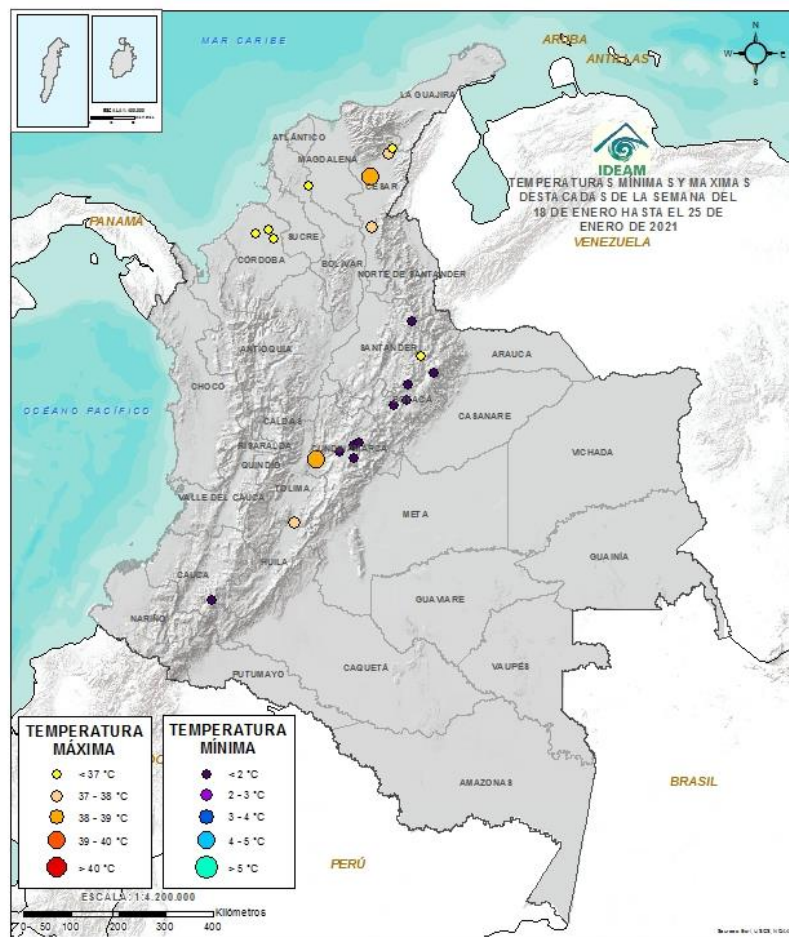 MAR CARIBE
ARUBA
ANTILLAS
N
W
E
S
LA GUAJIRA
ATLÁNTICO
MAGDALENA
CESAR
IDEAM
TEMPERATURAS MÍNIMAS Y MAXIMAS
DESTACADAS DE LA SEMANA DEL
18 DE ENERO HASTA EL 25 DE
ENERO DE 2021
VENEZUELA
PANAMÁ
SUCRE
CÓRDOBA
BOLÍVAR
NORTE DE SANTANDER
ANTIOQUIA
SANTANDER
ARAUCA
CHOCÓ
OCÉANO PACÍFICO
BOYACÁ
CASANARE
CALDAS
RISARALDA
CUNDINAMARCA
VICHADA
QUINDÍO
TOLIMA
VALLE DEL CAUCA
META
GUAINÍA
HUILA
CAUCA
GUAVIARE
NARIÑO
VAUPÉS
PUTUMAYO
CAQUETÁ
AMAZONAS
BRASIL
PERÚ
TEMPERATURA
MÁXIMA
< 37 °C
37 - 38 °C
38 - 39 °C
39 - 40 °C
> 40 °C
TEMPERATURA
MÍNIMA
< 2 °C
2 - 3 °C
3 - 4 °C
4 - 5 °C
> 5 °C
ESCALA: 1:4.200.000
0 50 100 200 300 400
Kilómetros